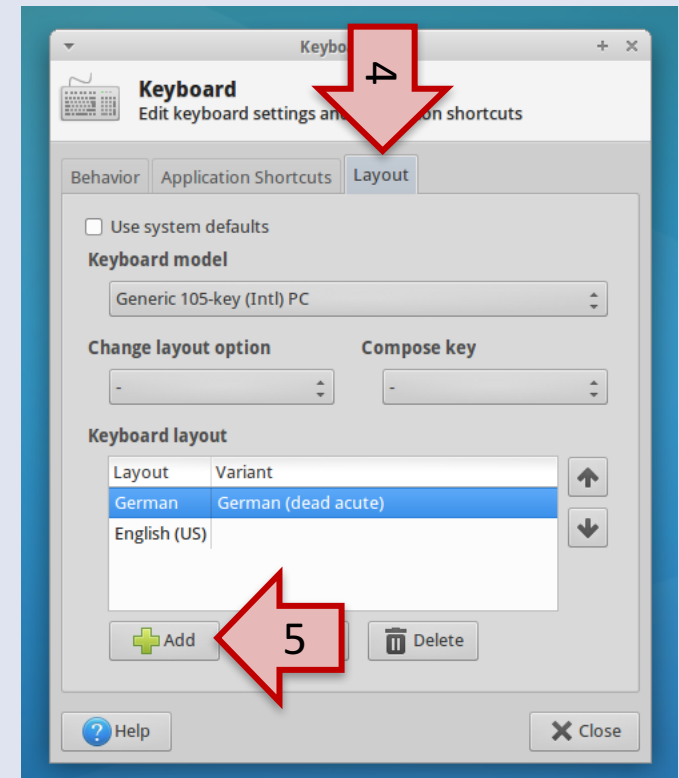 Keybo
4
Keyboard
Edit keyboard settings and on shortcuts
Behavior Application Shortcuts Layout
Use system defaults
Keyboard model
Generic 105-key (Intl) PC
Change layout option Compose key
- -
Keyboard layout
Layout Variant
German German (dead acute)
English (US)
Add 5 Delete
Help Close